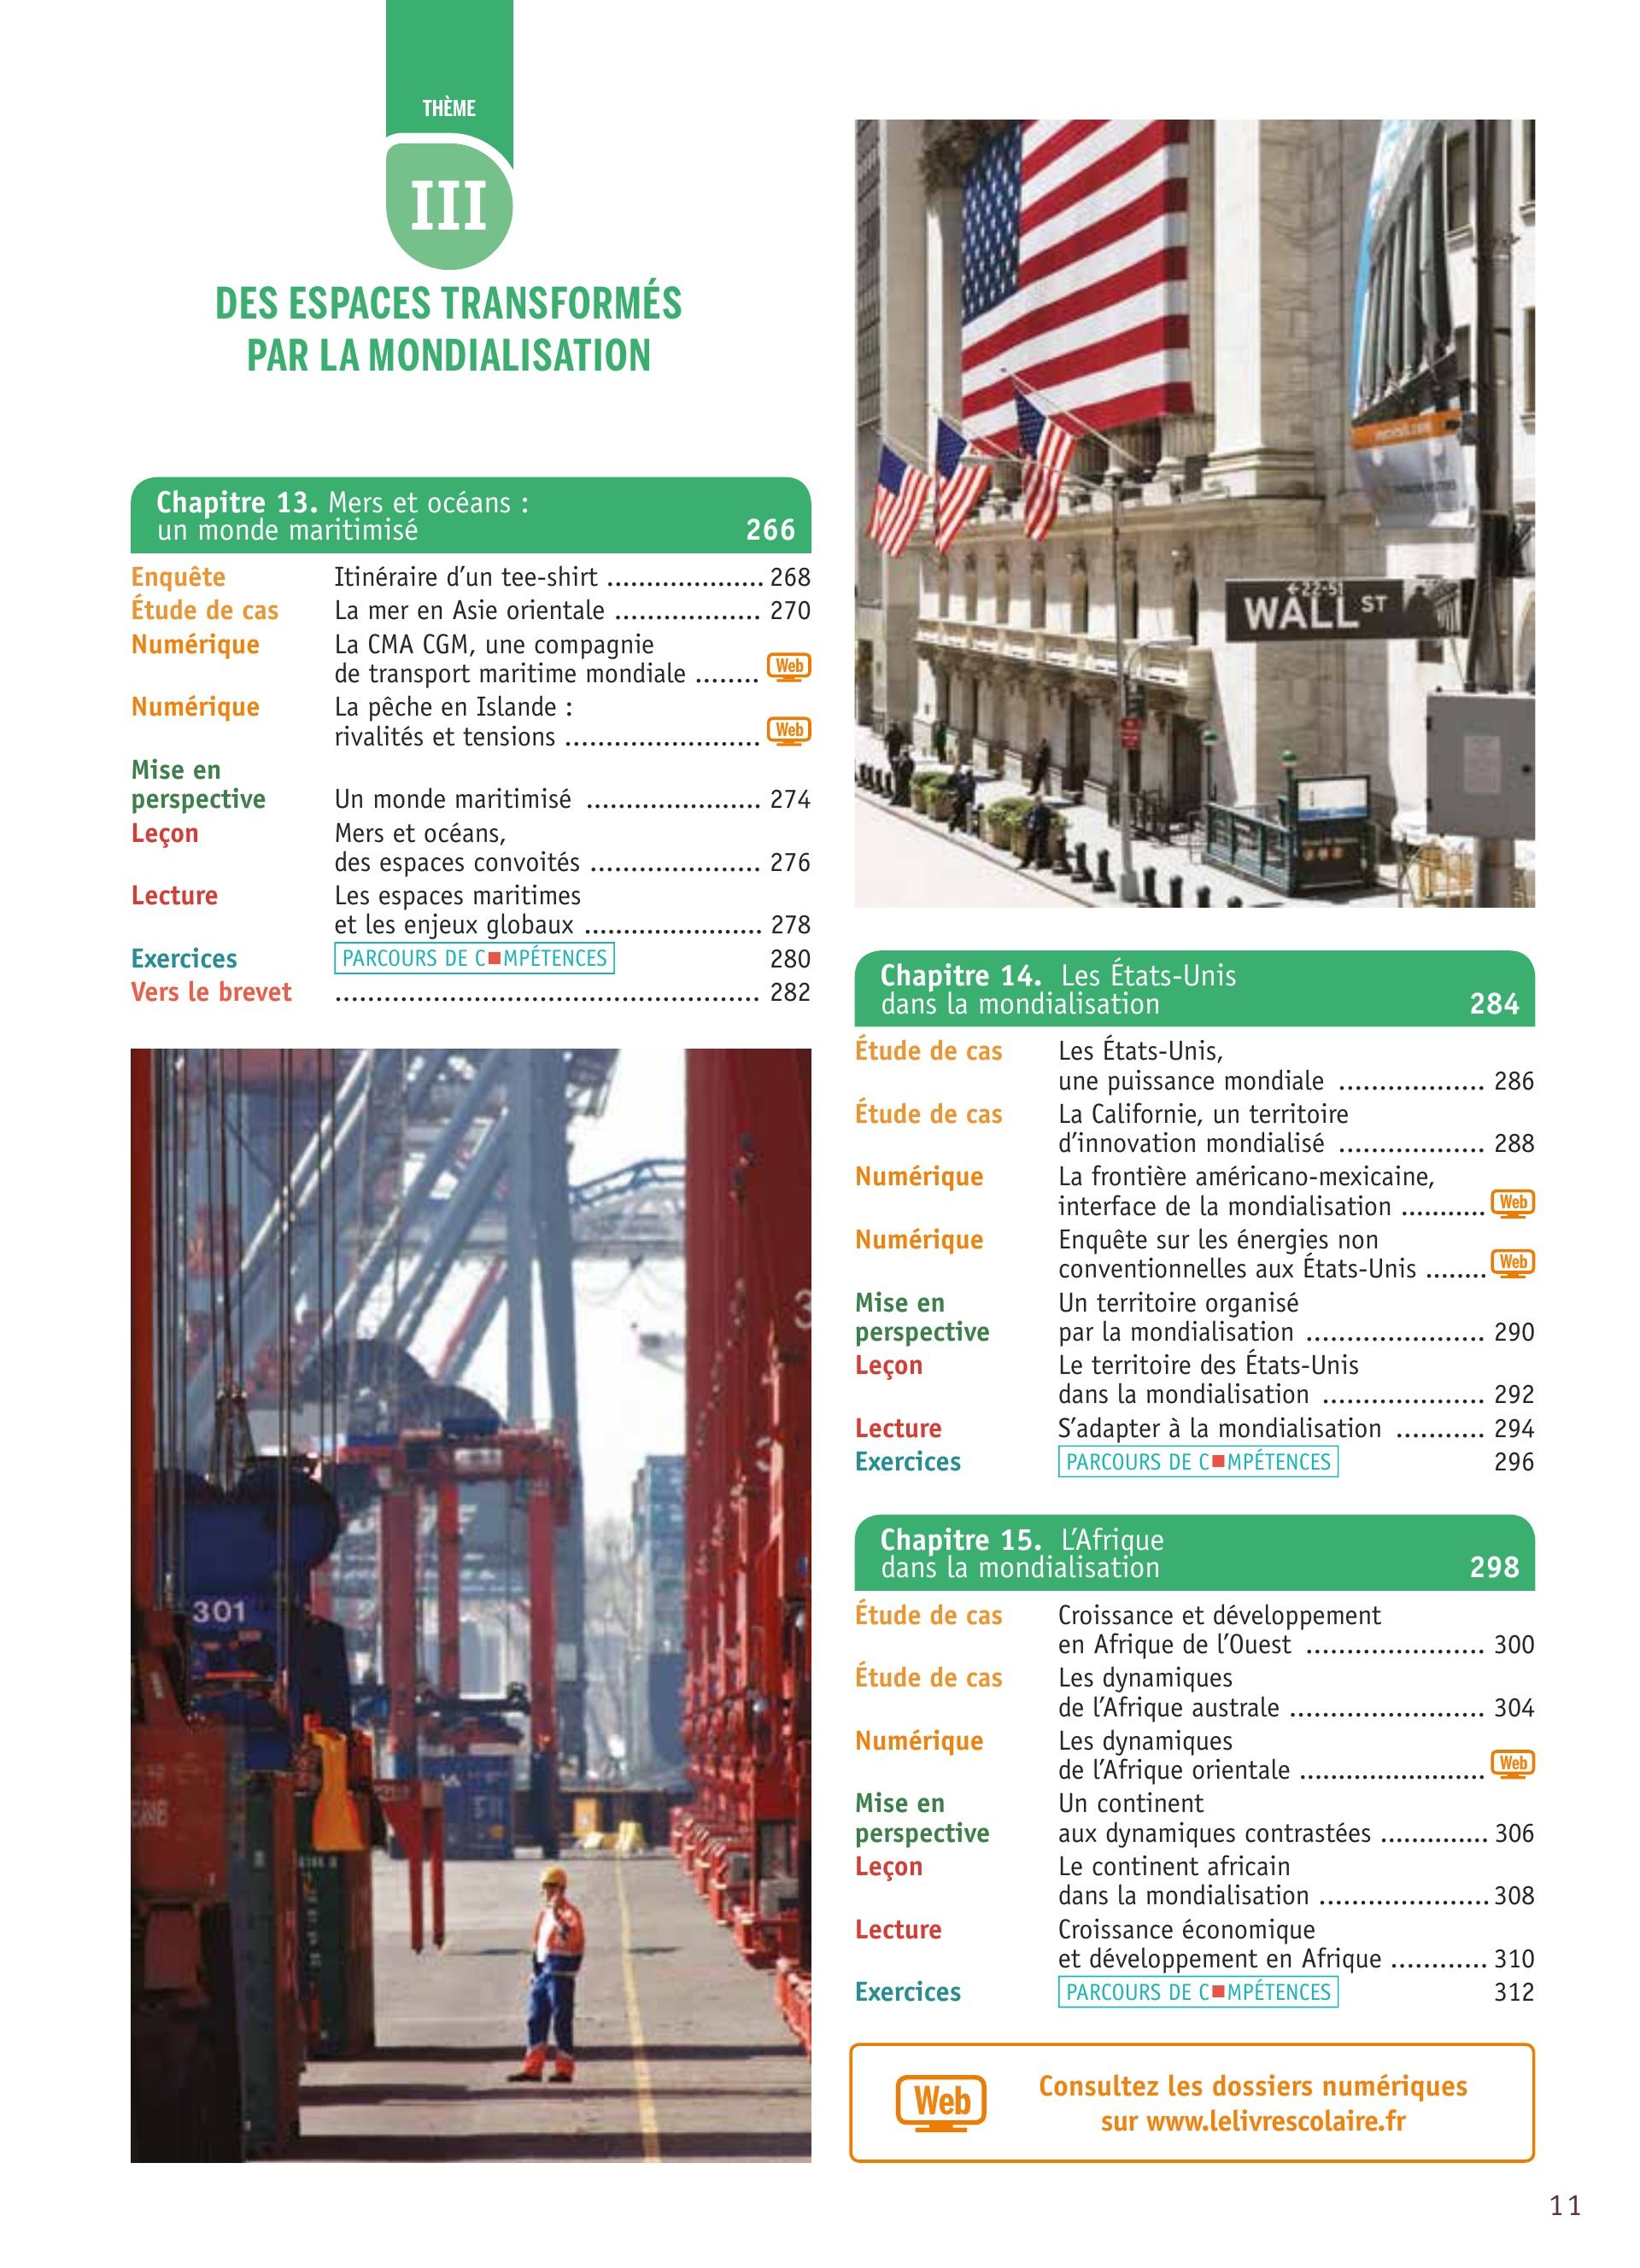 THÈME
III
DES ESPACES TRANSFORMÉS
PAR LA MONDIALISATION
Chapitre 13. Mers et océans :
un monde maritimisé 266
Enquête Itinéraire d’un tee-shirt ................... 268
Étude de cas La mer en Asie orientale .................. 270
Numérique La CMA CGM, une compagnie
de transport maritime mondiale ........ Web
Numérique La pêche en Islande :
rivalités et tensions ........................ Web
Mise en
perspective Un monde maritimisé ..................... 274
Leçon Mers et océans,
des espaces convoités ..................... 276
Lecture Les espaces maritimes
et les enjeux globaux ...................... 278
Exercices PARCOURS DE C■MPÉTENCES 280
Vers le brevet .................................................... 282
301
3
WALL ST
22-51
Chapitre 14. Les États-Unis
dans la mondialisation 284
Étude de cas Les États-Unis,
une puissance mondiale .................. 286
Étude de cas La Californie, un territoire
d’innovation mondialisé .................. 288
Numérique La frontière américano-mexicaine,
interface de la mondialisation ........... Web
Numérique Enquête sur les énergies non
conventionnelles aux États-Unis ........ Web
Mise en Un territoire organisé
perspective par la mondialisation ...................... 290
Leçon Le territoire des États-Unis
dans la mondialisation .................... 292
Lecture S’adapter à la mondialisation ........... 294
Exercices PARCOURS DE C■MPÉTENCES 296
Chapitre 15. L’Afrique
dans la mondialisation 298
Étude de cas Croissance et développement
en Afrique de l’Ouest ...................... 300
Étude de cas Les dynamiques
de l’Afrique australe ........................ 304
Numérique Les dynamiques
de l’Afrique orientale ....................... Web
Mise en Un continent
perspective aux dynamiques contrastées ............. 306
Leçon Le continent africain
dans la mondialisation ..................... 308
Lecture Croissance économique
et développement en Afrique ............ 310
Exercices PARCOURS DE C■MPÉTENCES 312
Web
Consultez les dossiers numériques
sur www.lelivrescolaire.fr
11